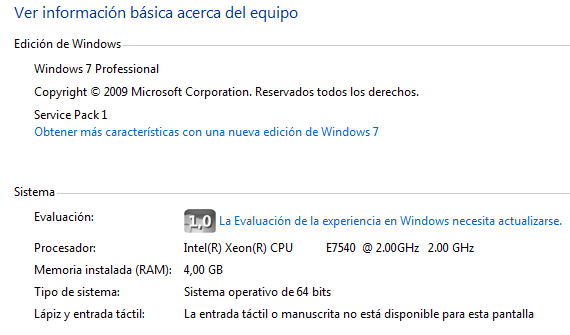 Ver información básica acerca del equipo
Edición de Windows
Windows 7 Professional
Copyright © 2009 Microsoft Corporation. Reservados todos los derechos.
Service Pack 1
Obtener más características con una nueva edición de Windows 7
Sistema
Evaluación: 1,0 La Evaluación de la experiencia en Windows necesita actualizarse.
Procesador: Intel(R) Xeon(R) CPU E7540 @ 2.00GHz 2.00 GHz
Memoria instalada (RAM): 4,00 GB
Tipo de sistema: Sistema operativo de 64 bits
Lápiz y entrada táctil: La entrada táctil o manuscrita no está disponible para esta pantalla